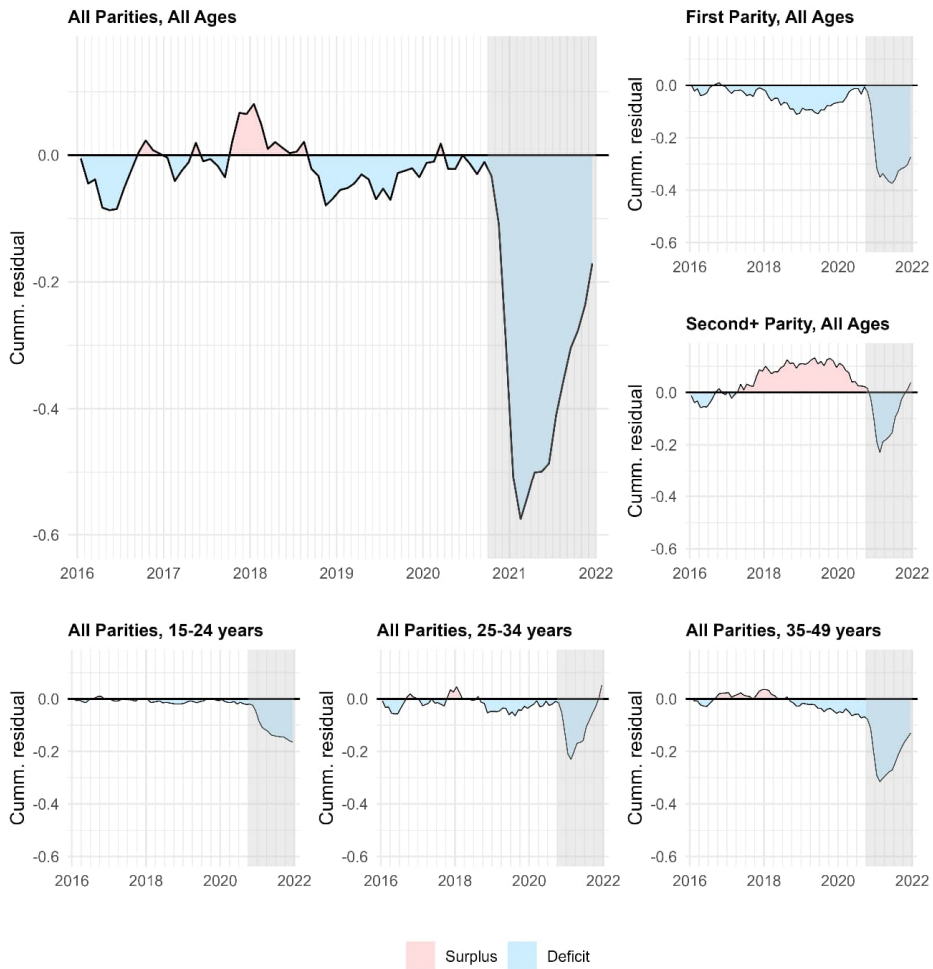 All Parities, All Ages
Cumm. residual
0.0
-0.2
-0.4
-0.6
2016 2017 2018 2019 2020 2021 2022
First Parity, All Ages
Cumm. residual
0.0
-0.2
-0.4
-0.6
2016 2018 2020 2022
Second+ Parity, All Ages
Cumm. residual
0.0
-0.2
-0.4
-0.6
2016 2018 2020 2022
All Parities, 15-24 years
Cumm. residual
0.0
-0.2
-0.4
-0.6
2016 2018 2020 2022
All Parities, 25-34 years
Cumm. residual
0.0
-0.2
-0.4
-0.6
2016 2018 2020 2022
All Parities, 35-49 years
Cumm. residual
0.0
-0.2
-0.4
-0.6
2016 2018 2020 2022
Surplus Deficit